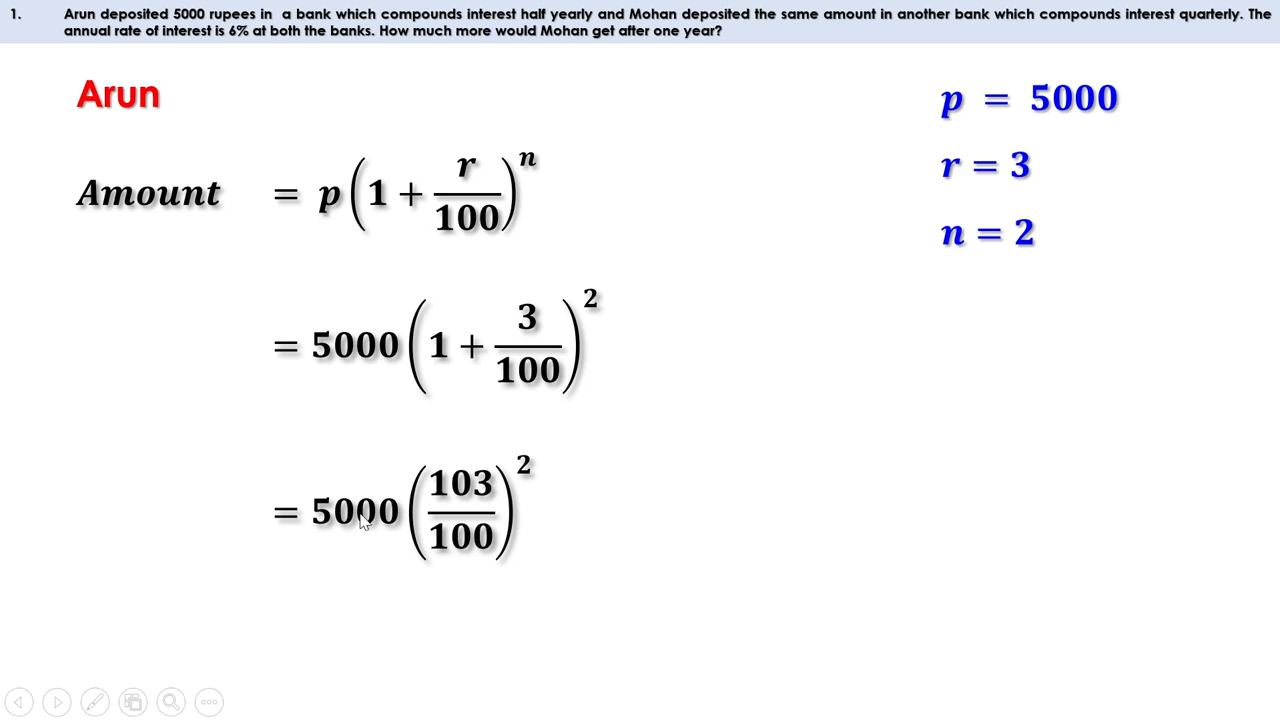 1. Arun deposited 5000 rupees in a bank which compounds interest half yearly and Mohan deposited the same amount in another bank which compounds interest quarterly. The
annual rate of interest is 6% at both the banks. How much more would Mohan get after one year?
Arun
p = 5000
Amount = p(1 + r/100)^n
r = 3
n = 2
= 5000(1 + 3/100)^2
= 5000(103/100)^2